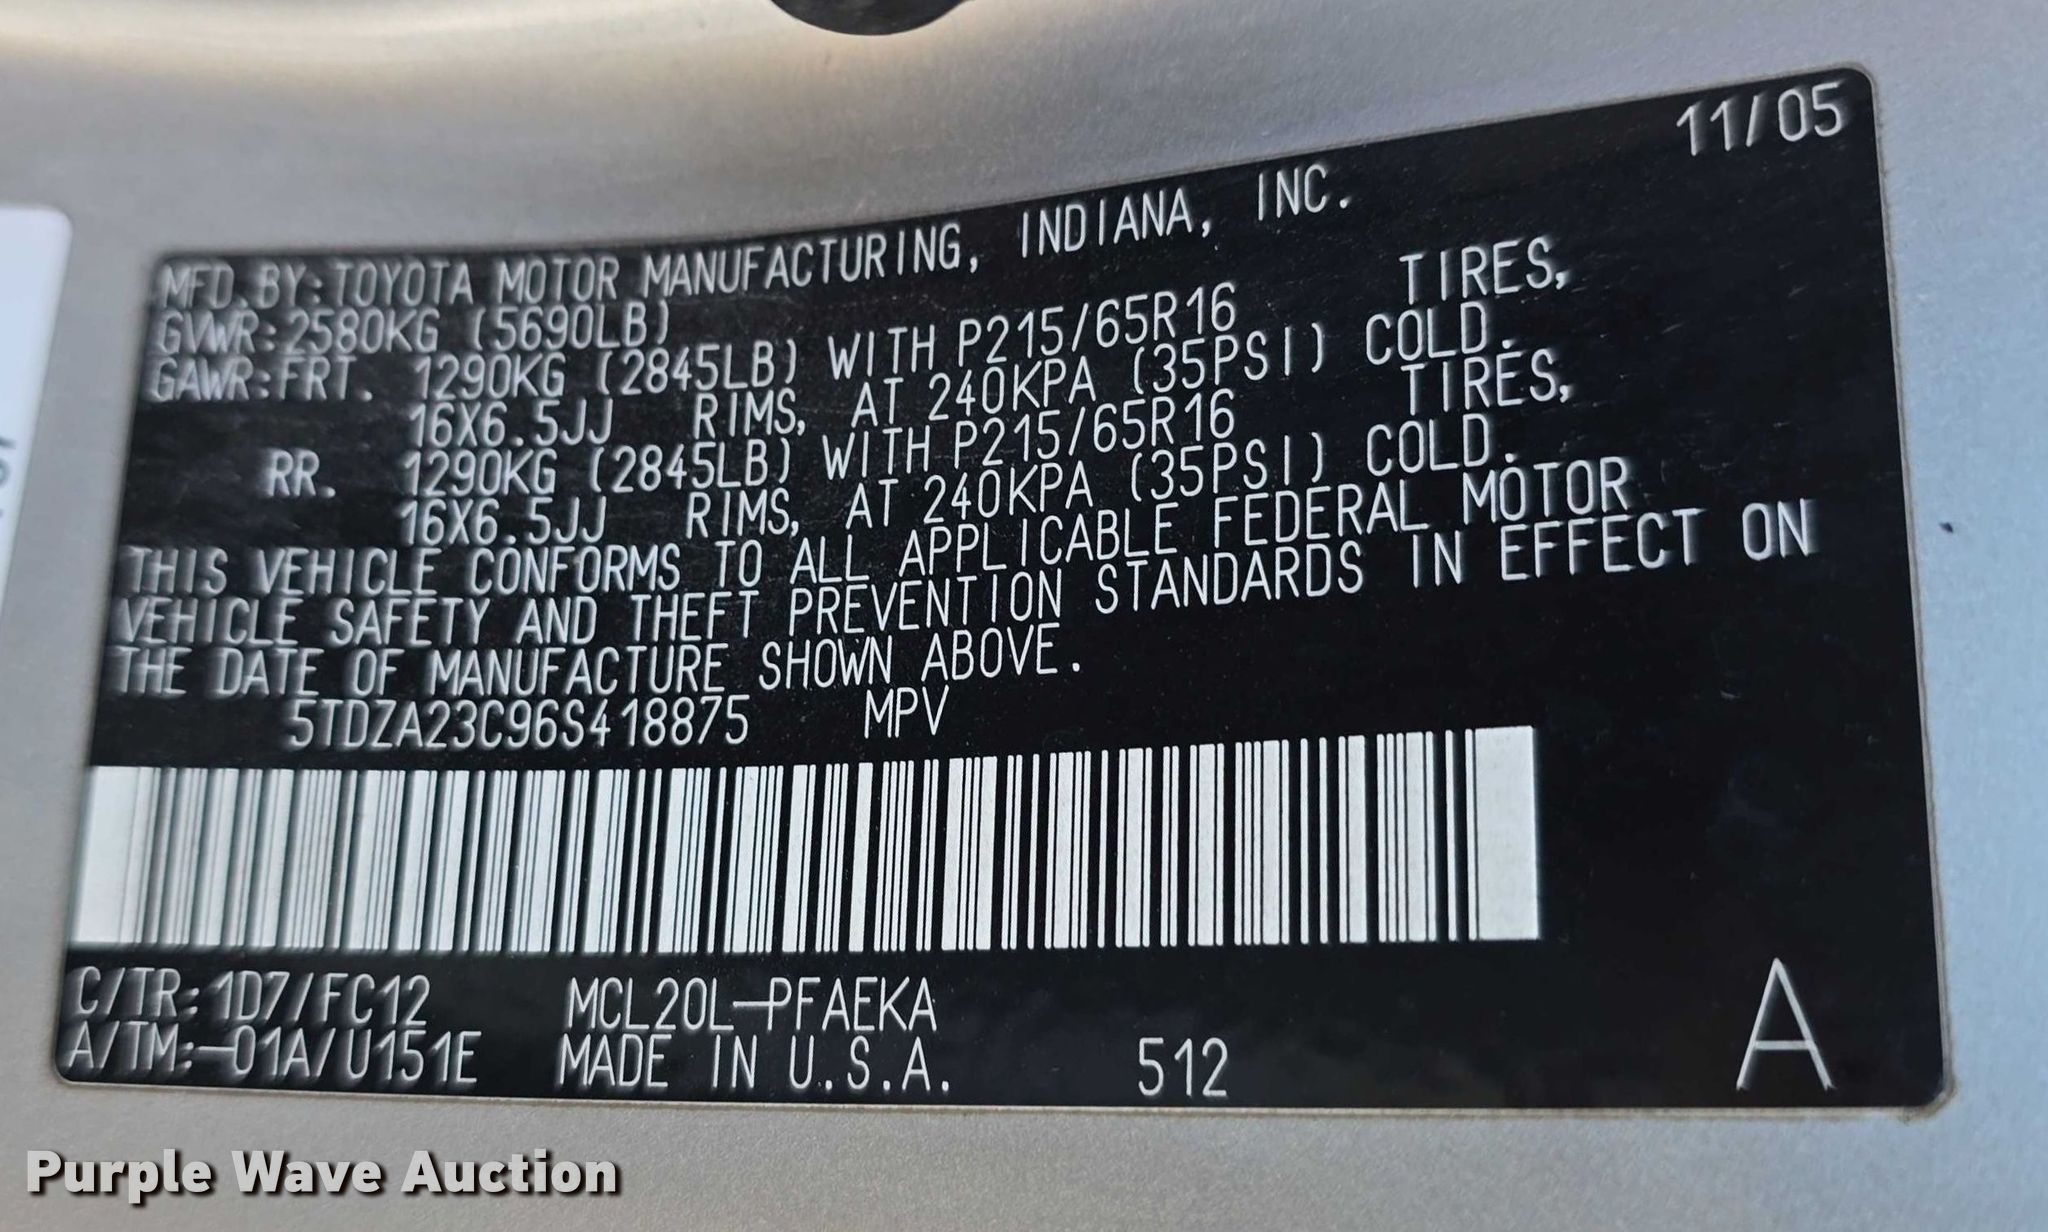 11/05
MFD. BY: TOYOTA MOTOR MANUFACTURING, INDIANA, INC.
GVWR: 2580KG (5690LB)
GAWR: FRT. 1290KG (2845LB) WITH P215/65R16 TIRES,
16X6.5JJ RIMS, AT 240KPA (35PSI) COLD.
RR. 1290KG (2845LB) WITH P215/65R16 TIRES,
16X6.5JJ RIMS, AT 240KPA (35PSI) COLD.
THIS VEHICLE CONFORMS TO ALL APPLICABLE FEDERAL MOTOR
VEHICLE SAFETY AND THEFT PREVENTION STANDARDS IN EFFECT ON
THE DATE OF MANUFACTURE SHOWN ABOVE.
5TDZA23C96S418875 MPV
C/TR: 1D7/FC12 MCL20L-PFAEKA
A/TM: -01A/U151E MADE IN U.S.A. 512 A
Purple Wave Auction